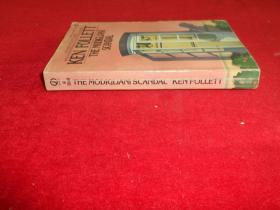 KEN FOLLETT
THE MODIGLIANI
SCANDAL
THE MODIGLIANI SCANDAL KEN FOLLETT